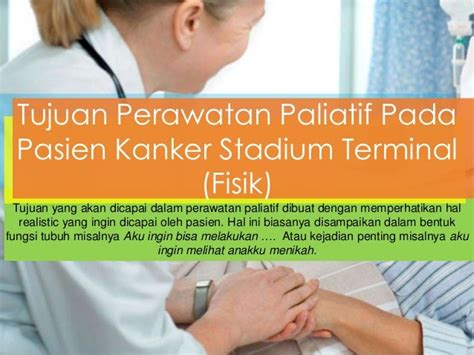 Tujuan Perawatan Paliatif Pada
Pasien Kanker Stadium Terminal
(Fisik)
Tujuan yang akan dicapai dalam perawatan paliatif dibuat dengan memperhatikan hal
realistic yang ingin dicapai oleh pasien. Hal ini biasanya disampaikan dalam bentuk
fungsi tubuh misalnya Aku ingin bisa melakukan …. Atau kejadian penting misalnya aku
ingin melihat anakku menikah.